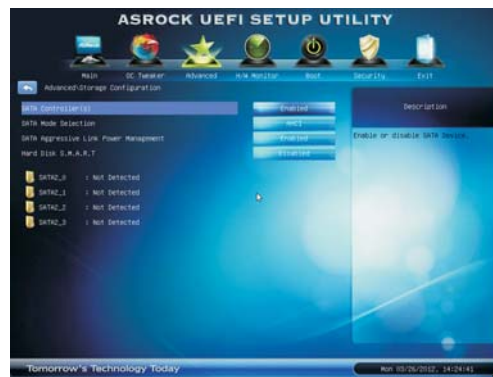 ASROCK UEFI SETUP UTILITY
Main OC Tweaker Advanced H/W Monitor Boot Security Exit
Advanced\Storage Configuration
SATA Controller(s) Enabled
SATA Mode Selection AHCI
SATA Aggressive Link Power Management Enabled
Hard Disk S.M.A.R.T Disabled
SATA2_0 : Not Detected
SATA2_1 : Not Detected
SATA2_2 : Not Detected
SATA2_3 : Not Detected
Description
Enable or disable SATA Device.
Tomorrow's Technology Today
Mon 03/26/2012, 14:24:41